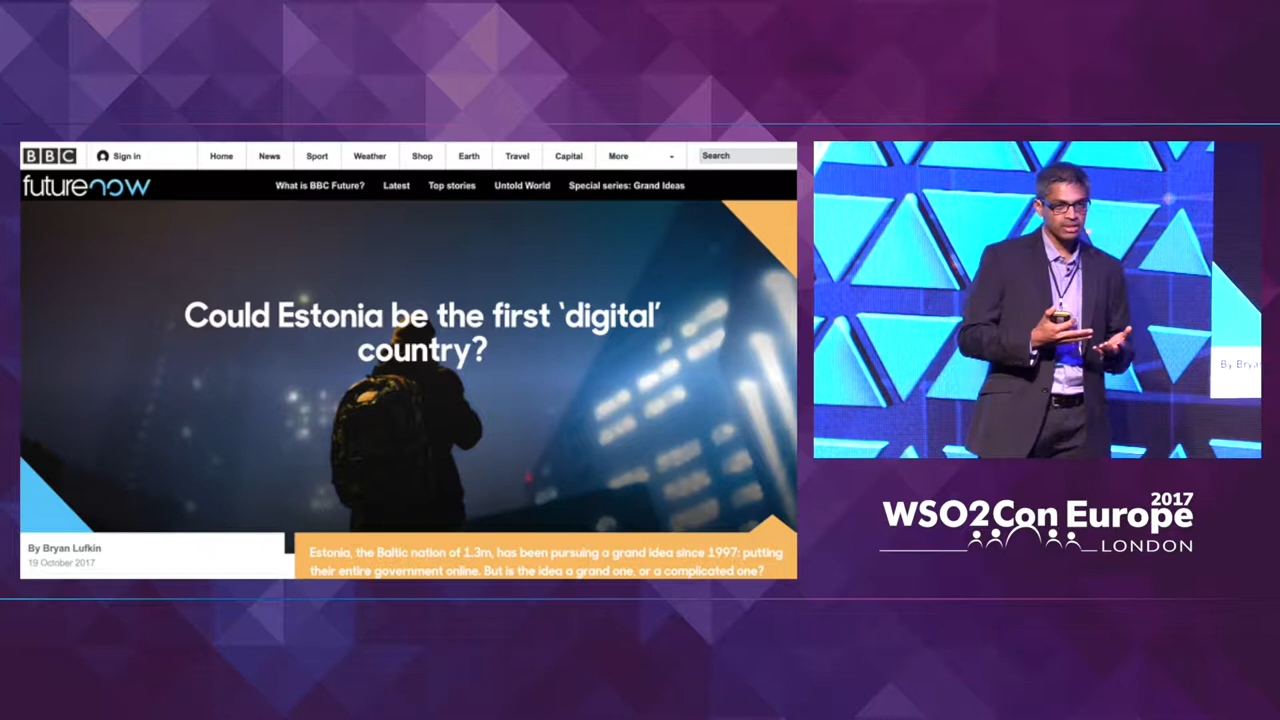 BBC
Sign in
Home
News
Sport
Weather
Shop
Earth
Travel
Capital
More
Search
futurenow
What is BBC Future?
Latest
Top stories
Untold World
Special series: Grand Ideas
Could Estonia be the first ‘digital’
country?
By Bryan Lufkin
19 October 2017
Estonia, the Baltic nation of 1.3m, has been pursuing a grand idea since 1997: putting
their entire government online. But is the idea a grand one, or a complicated one?
By Brya
2017
WSO2Con Europe
LONDON